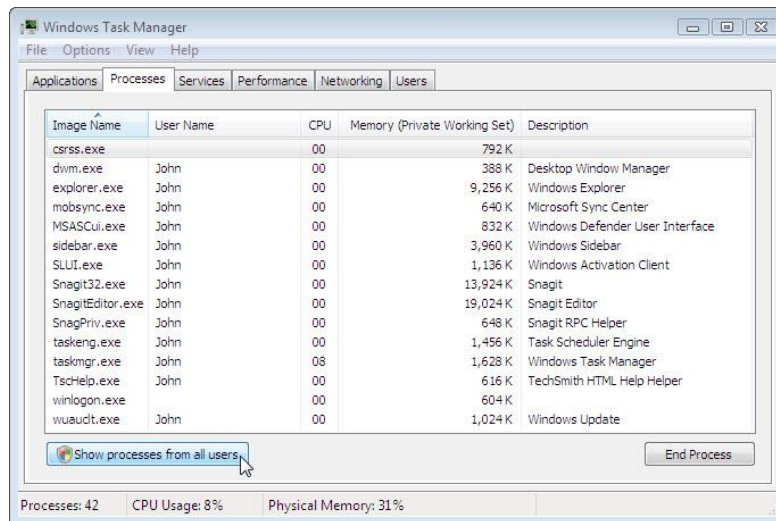 Windows Task Manager
File Options View Help
Applications Processes Services Performance Networking Users
Image Name User Name CPU Memory (Private Working Set) Description
csrss.exe 00 792 K
dwm.exe John 00 388 K Desktop Window Manager
explorer.exe John 00 9,256 K Windows Explorer
mobsync.exe John 00 640 K Microsoft Sync Center
MSASCui.exe John 00 832 K Windows Defender User Interface
sidebar.exe John 00 3,960 K Windows Sidebar
SLUI.exe John 00 1,136 K Windows Activation Client
Snagit32.exe John 00 13,924 K Snagit
SnagitEditor.exe John 00 19,024 K Snagit Editor
SnagPriv.exe John 00 648 K Snagit RPC Helper
taskeng.exe John 00 1,456 K Task Scheduler Engine
taskmgr.exe John 08 1,628 K Windows Task Manager
TscHelp.exe John 00 616 K TechSmith HTML Help Helper
winlogon.exe 00 604 K
wuauclt.exe John 00 1,024 K Windows Update
Show processes from all users End Process
Processes: 42 CPU Usage: 8% Physical Memory: 31%